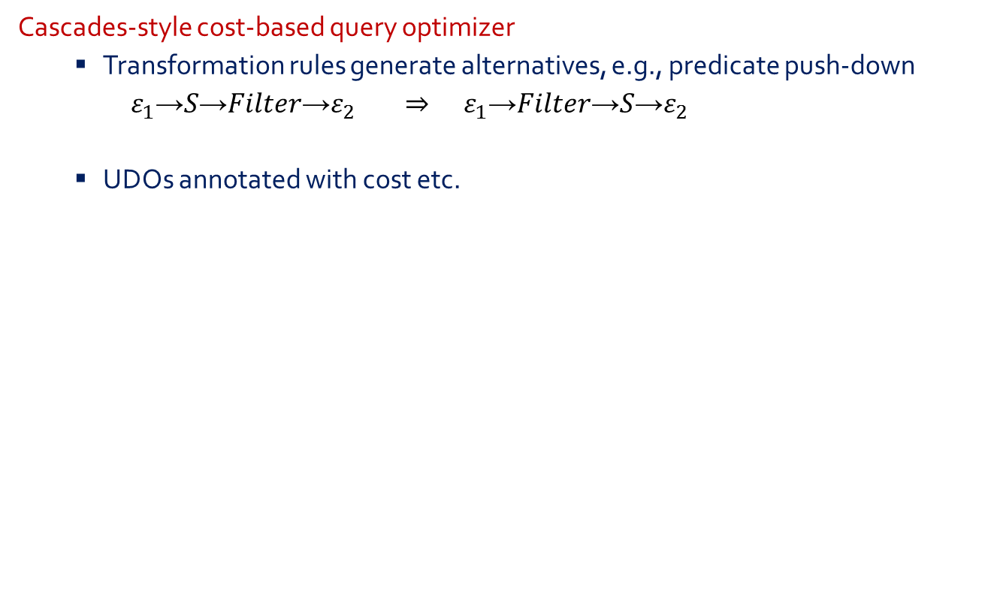 Cascades-style cost-based query optimizer
▪ Transformation rules generate alternatives, e.g., predicate push-down
ε₁→S→Filter→ε₂ ⇒ ε₁→Filter→S→ε₂
▪ UDOs annotated with cost etc.